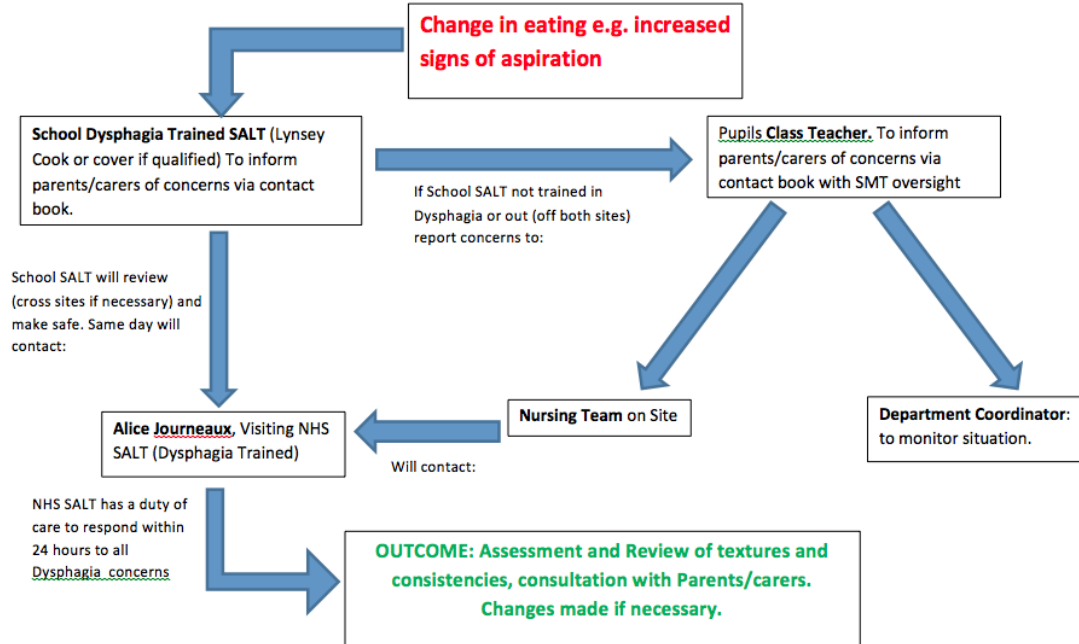 Change in eating e.g. increased
signs of aspiration
School Dysphagia Trained SALT (Lynsey
Cook or cover if qualified) To inform
parents/carers of concerns via contact
book.
If School SALT not trained in
Dysphagia or out (off both sites)
report concerns to:
Pupils Class Teacher. To inform
parents/carers of concerns via
contact book with SMT oversight
School SALT will review
(cross sites if necessary) and
make safe. Same day will
contact:
Alice Journeaux, Visiting NHS
SALT (Dysphagia Trained)
Will contact:
Nursing Team on Site
Department Coordinator:
to monitor situation.
NHS SALT has a duty of
care to respond within
24 hours to all
Dysphagia concerns
OUTCOME: Assessment and Review of textures and
consistencies, consultation with Parents/carers.
Changes made if necessary.